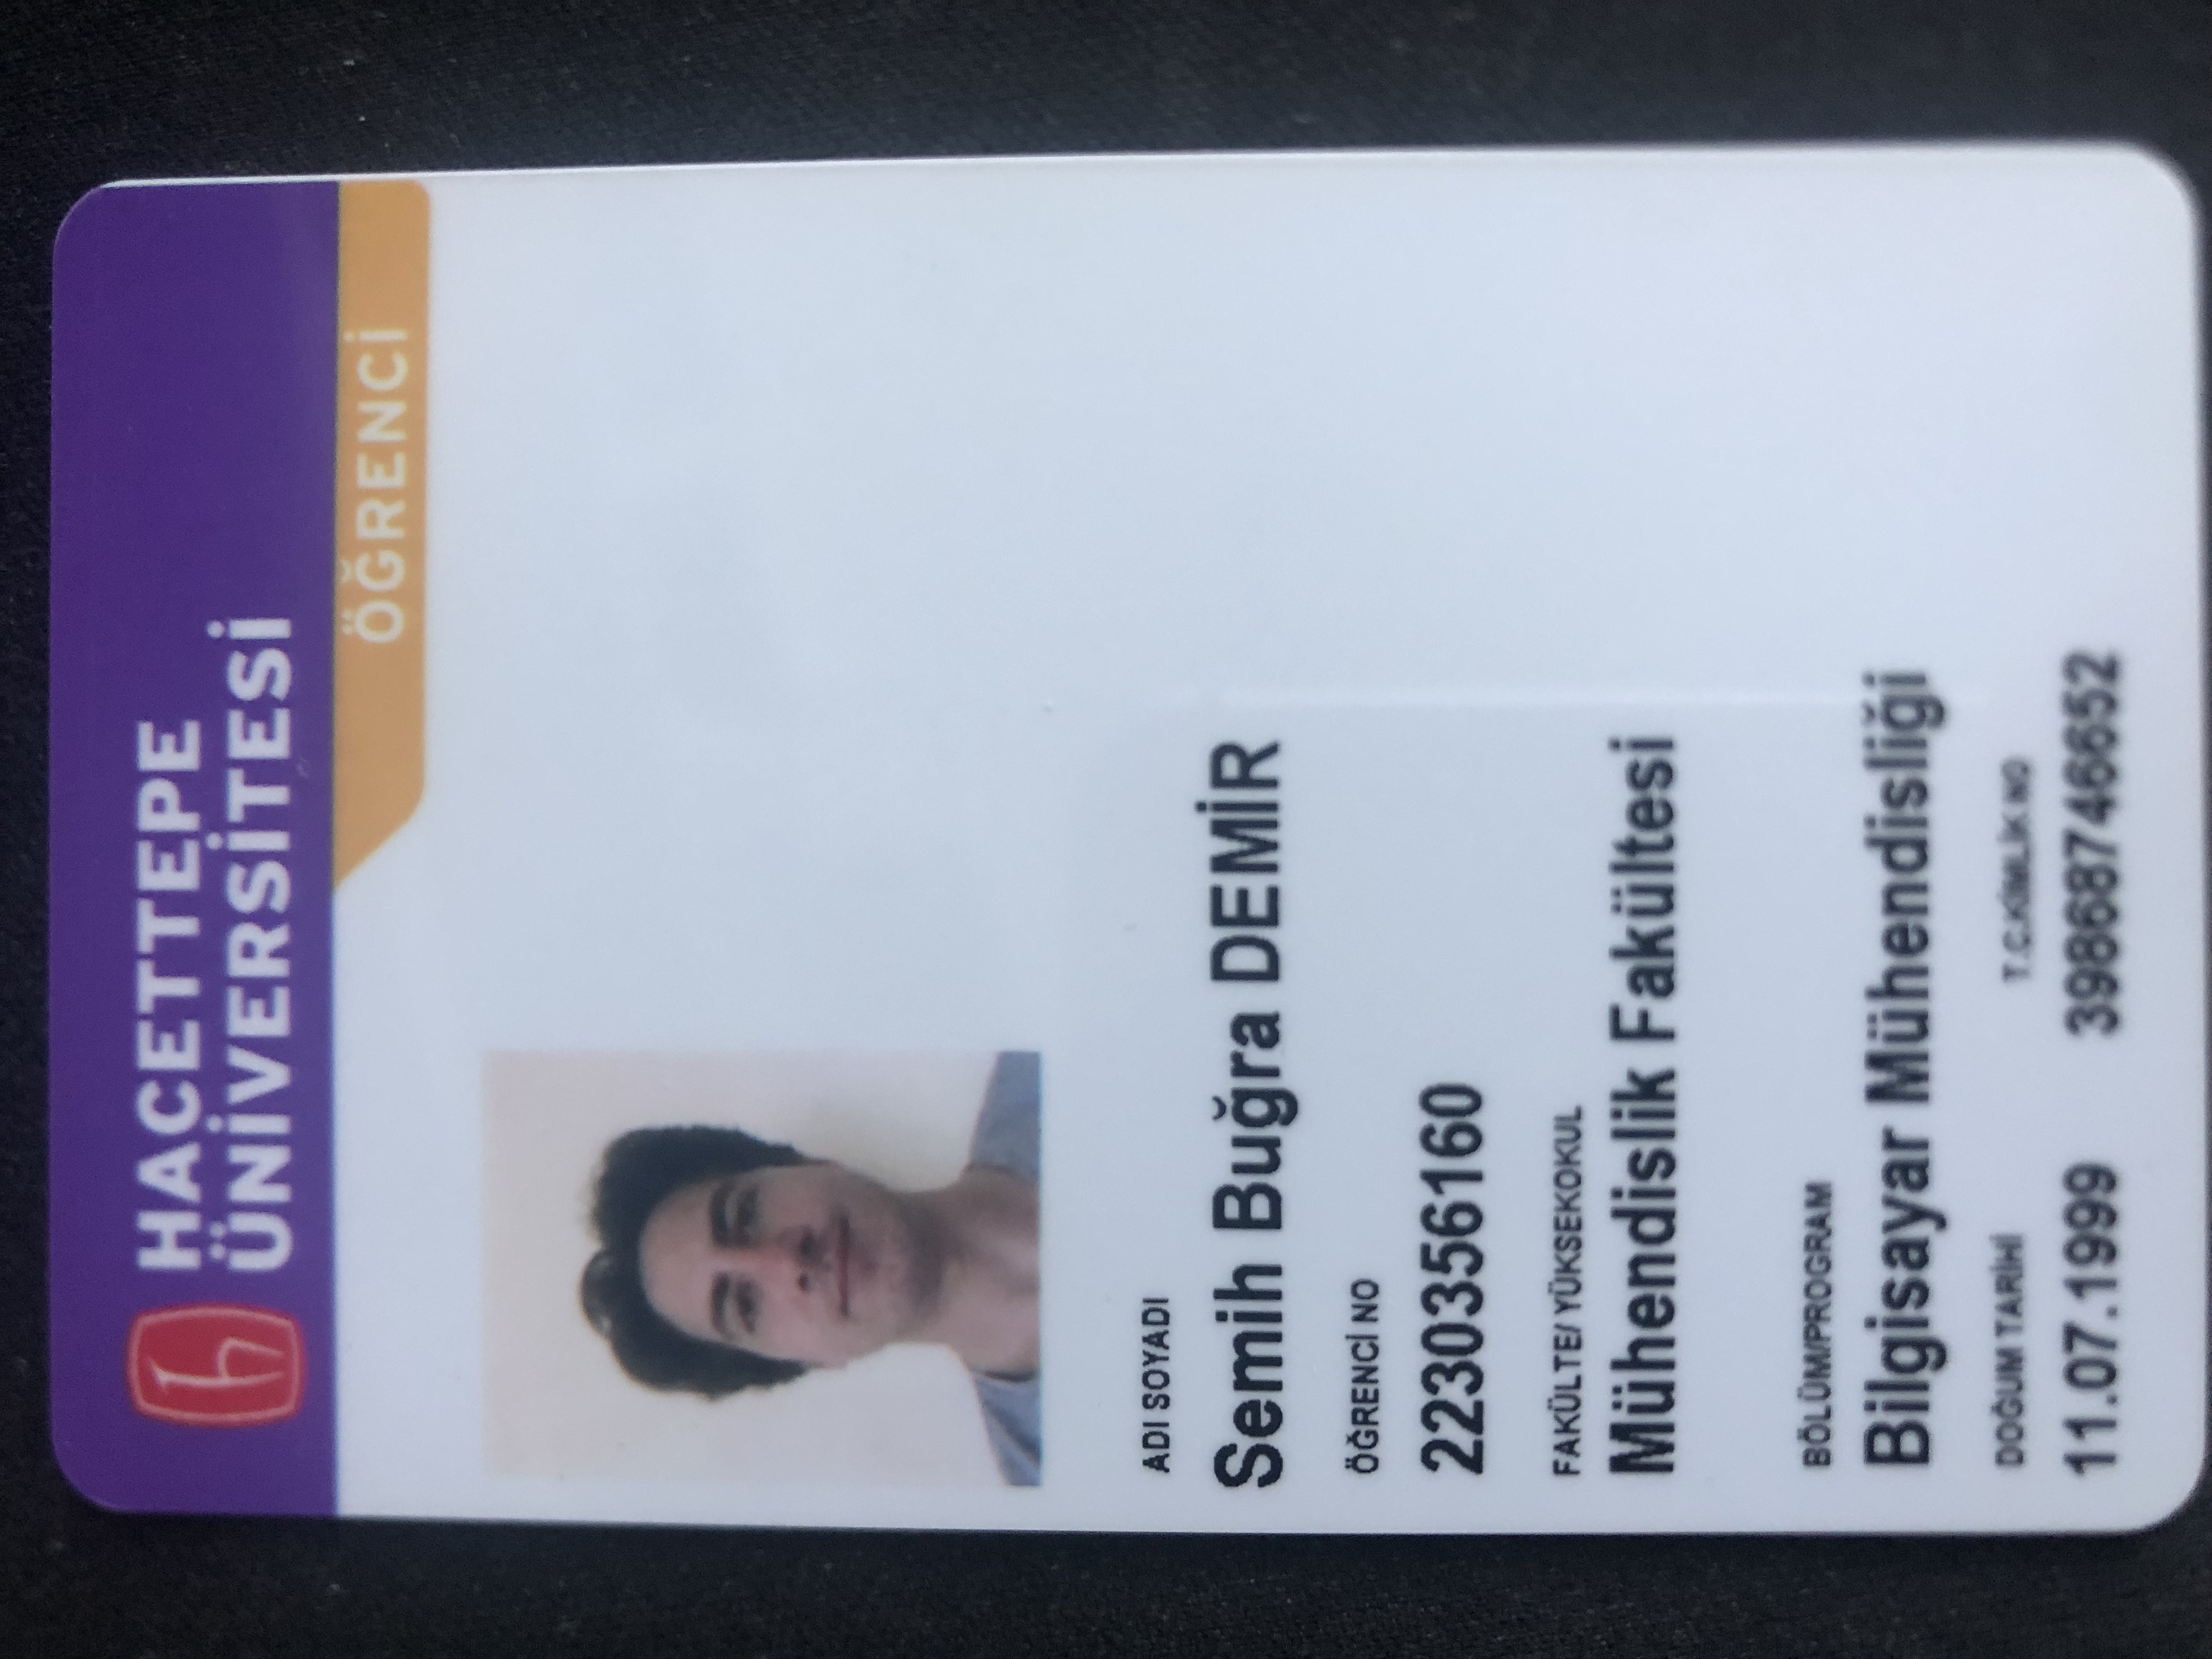 HACETTEPE
ÜNİVERSİTESİ
ÖĞRENCİ
ADI SOYADI
Semih Buğra DEMİR
ÖĞRENCİ NO
2230356160
FAKÜLTE/ YÜKSEKOKUL
Mühendislik Fakültesi
BÖLÜM/PROGRAM
Bilgisayar Mühendisliği
DOĞUM TARİHİ T.C.KİMLİK NO
11.07.1999 39868746652